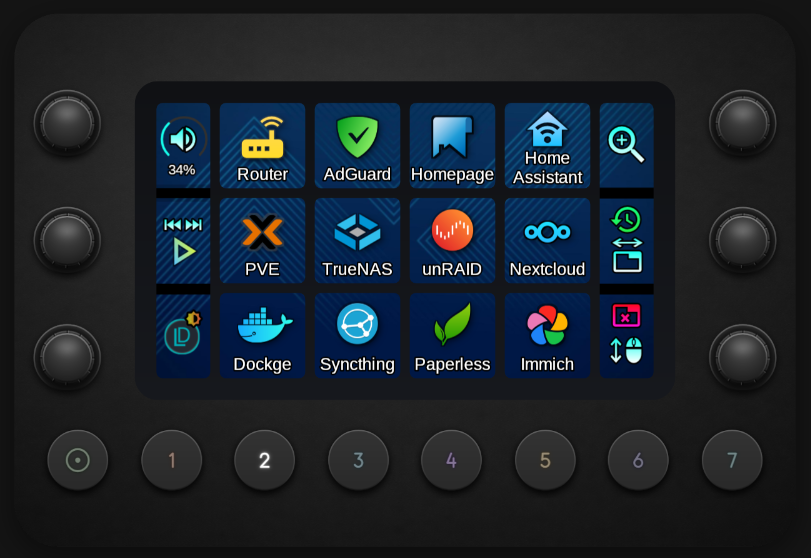 34%
Router
AdGuard
Homepage
Home
Assistant
PVE
TrueNAS
unRAID
Nextcloud
LD
Dockge
Syncthing
Paperless
Immich
1
2
3
4
5
6
7